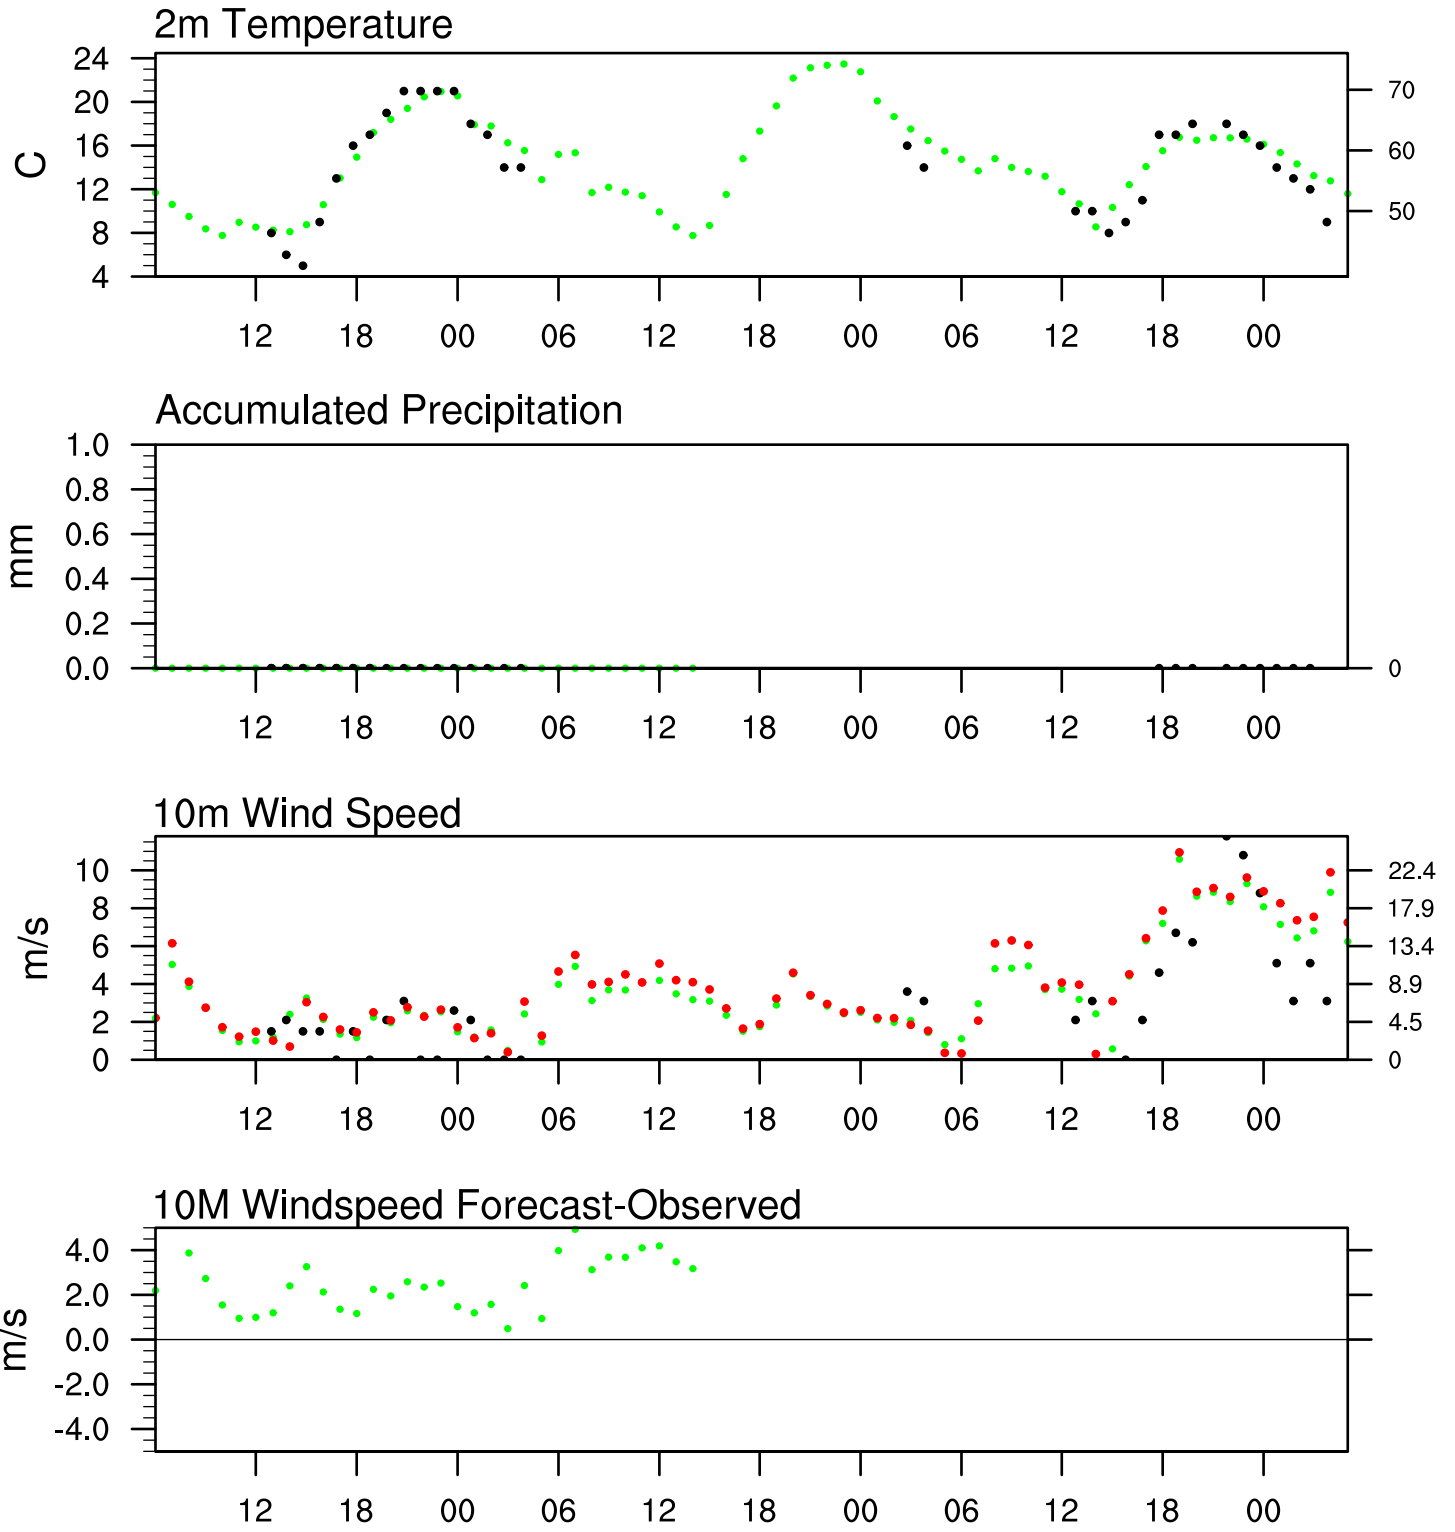 2m Temperature
24
20
16
12
8
4
C
70
60
50
12 18 00 06 12 18 00 06 12 18 00
Accumulated Precipitation
1.0
0.8
0.6
0.4
0.2
0.0
mm
0
12 18 00 06 12 18 00 06 12 18 00
10m Wind Speed
10
8
6
4
2
0
m/s
22.4
17.9
13.4
8.9
4.5
0
12 18 00 06 12 18 00 06 12 18 00
10M Windspeed Forecast-Observed
4.0
2.0
0.0
-2.0
-4.0
m/s
12 18 00 06 12 18 00 06 12 18 00